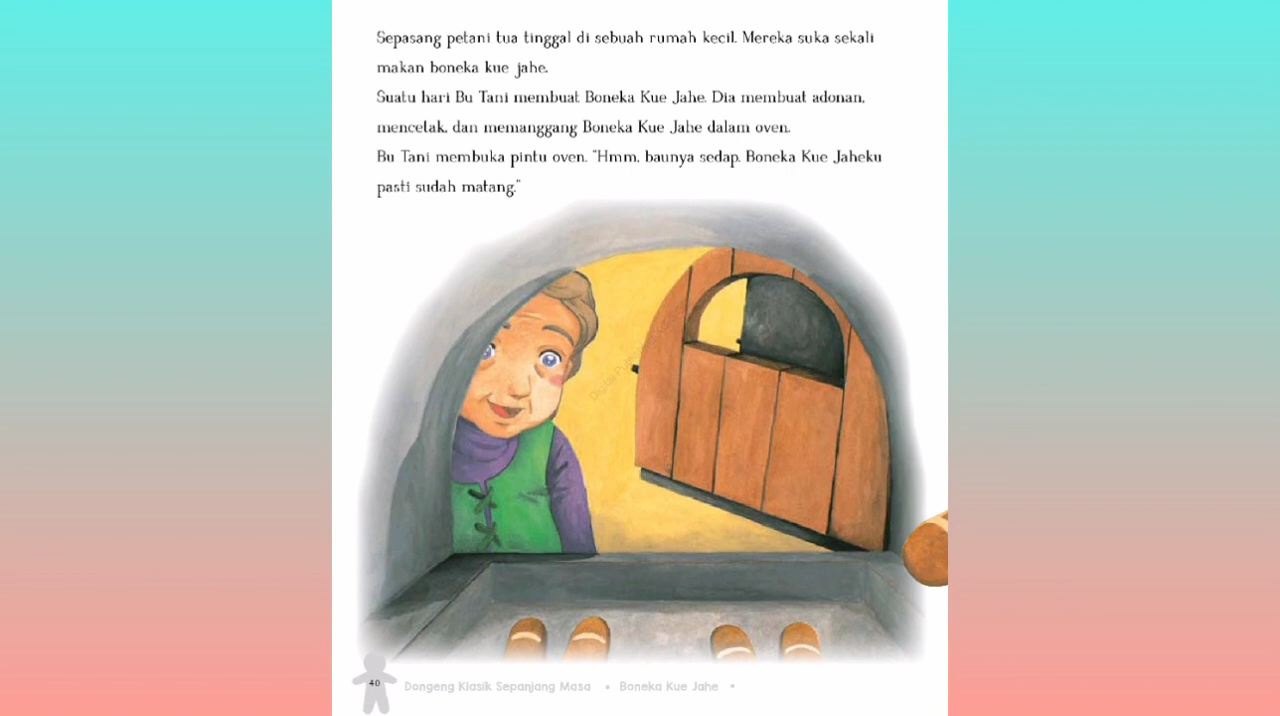 Sepasang petani tua tinggal di sebuah rumah kecil. Mereka suka sekali
makan boneka kue jahe.
Suatu hari Bu Tani membuat Boneka Kue Jahe. Dia membuat adonan,
mencetak, dan memanggang Boneka Kue Jahe dalam oven.
Bu Tani membuka pintu oven. "Hmm, baunya sedap. Boneka Kue Jaheku
pasti sudah matang."
40 Dongeng Klasik Sepanjang Masa • Boneka Kue Jahe •